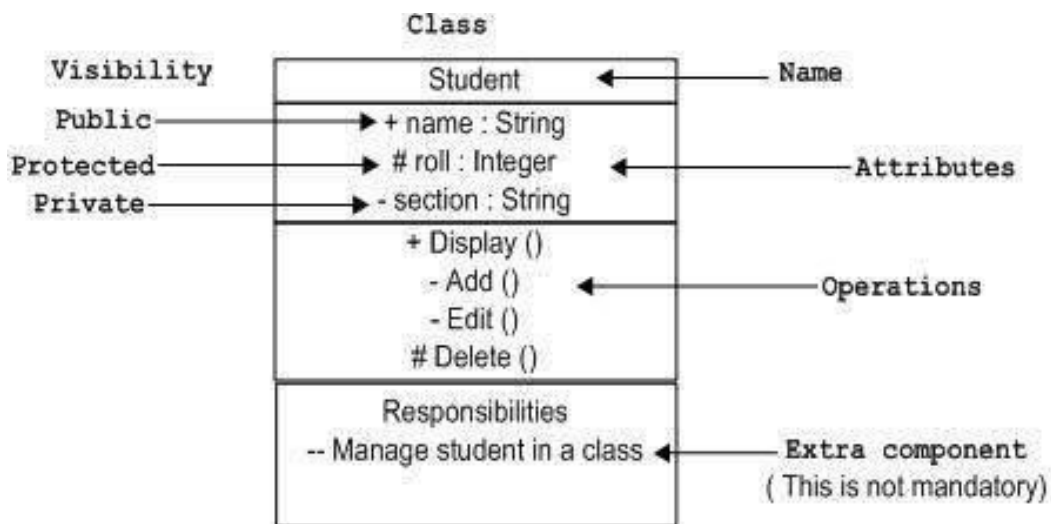 Class
Visibility
Student
Name
Public
+ name : String
Protected
# roll : Integer
Attributes
Private
- section : String
+ Display ()
- Add ()
Operations
- Edit ()
# Delete ()
Responsibilities
-- Manage student in a class
Extra component
( This is not mandatory)